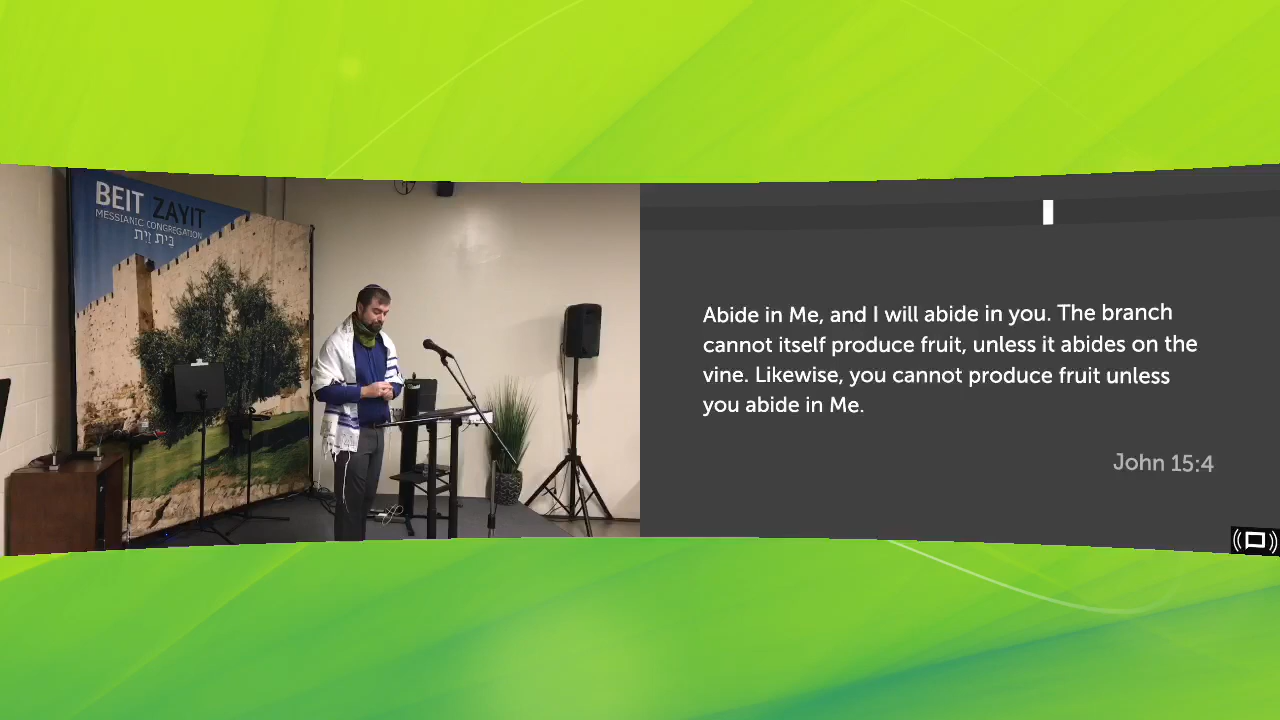 BEIT ZAYIT
MESSIANIC CONGREGATION
בית זית
Abide in Me, and I will abide in you. The branch
cannot itself produce fruit, unless it abides on the
vine. Likewise, you cannot produce fruit unless
you abide in Me.
John 15:4